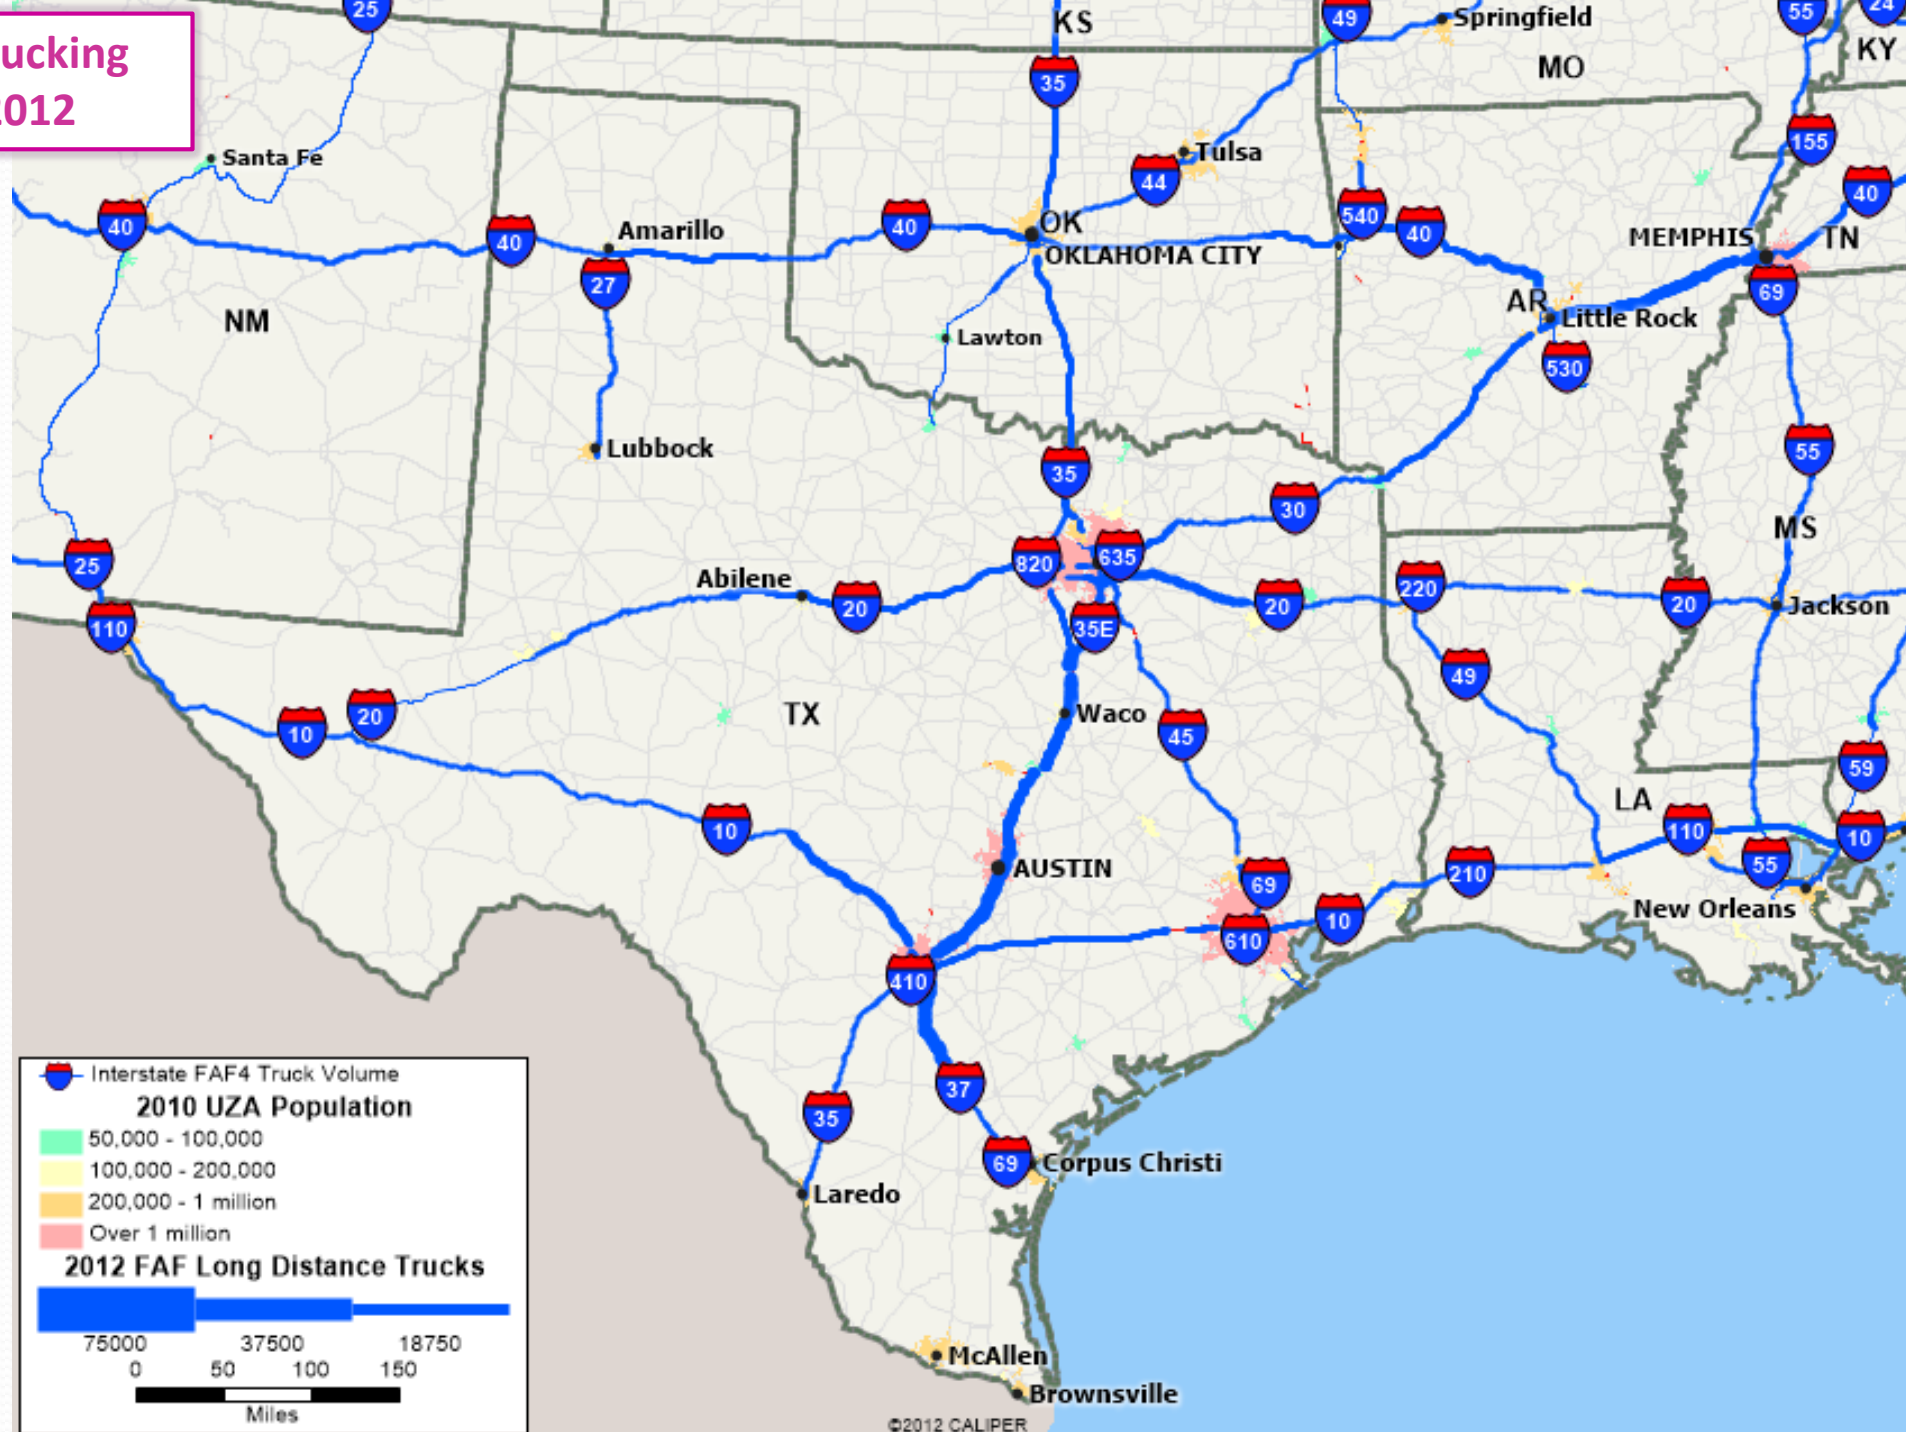 ucking
2012
25
KS
35
49
Springfield
MO
55
24
KY
Santa Fe
Tulsa
44
155
40
40
40
Amarillo
40
OK
OKLAHOMA CITY
540
40
MEMPHIS
TN
27
69
NM
Lawton
AR
Little Rock
530
Lubbock
35
55
30
MS
25
820
635
Abilene
20
20
220
20
Jackson
110
35E
49
10
20
TX
Waco
45
59
LA
10
110
10
55
AUSTIN
69
210
New Orleans
610
10
410
37
35
69
Corpus Christi
Laredo
McAllen
Brownsville
©2012 CALIPER
Interstate FAF4 Truck Volume
2010 UZA Population
50,000 - 100,000
100,000 - 200,000
200,000 - 1 million
Over 1 million
2012 FAF Long Distance Trucks
75000 37500 18750
0 50 100 150
Miles